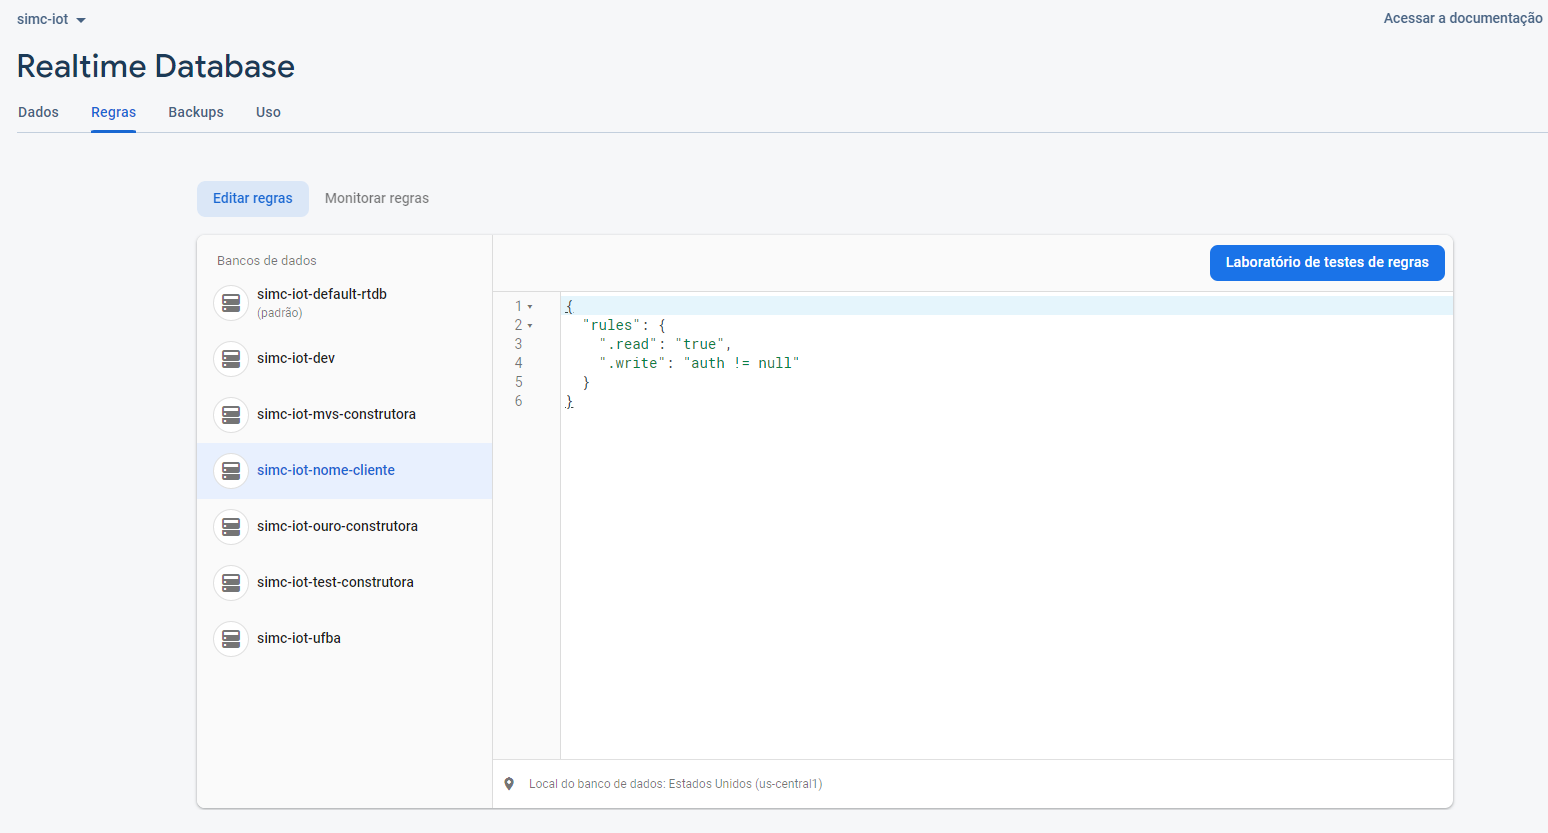 simc-iot
Acessar a documentação
Realtime Database
Dados Regras Backups Uso
Editar regras Monitorar regras
Bancos de dados
simc-iot-default-rtdb
(padrão)
simc-iot-dev
simc-iot-mvs-construtora
simc-iot-nome-cliente
simc-iot-ouro-construtora
simc-iot-test-construtora
simc-iot-ufba
Laboratório de testes de regras
1 {
2 "rules": {
3 ".read": "true",
4 ".write": "auth != null"
5 }
6 }
Local do banco de dados: Estados Unidos (us-central1)